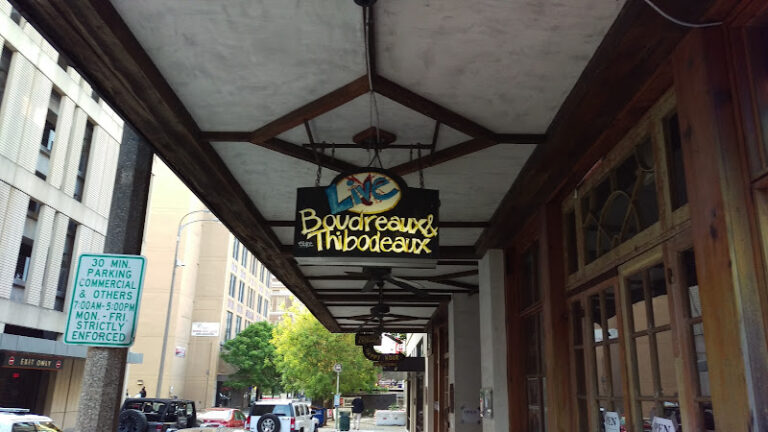 Live
Boudreaux &
Thibodeaux
30 MIN.
PARKING
COMMERCIAL
& OTHERS
7:00AM-5:00PM
MON. - FRI
STRICTLY
ENFORCED
EXIT ONLY